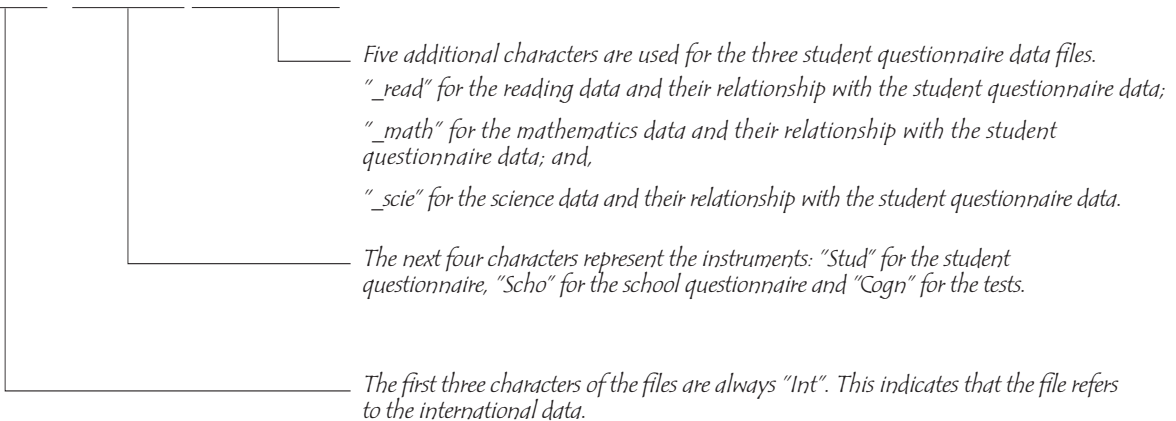 Five additional characters are used for the three student questionnaire data files.
"_read" for the reading data and their relationship with the student questionnaire data;
"_math" for the mathematics data and their relationship with the student
questionnaire data; and,
"_scie" for the science data and their relationship with the student questionnaire data.
The next four characters represent the instruments: "Stud" for the student
questionnaire, "Scho" for the school questionnaire and "Cogn" for the tests.
The first three characters of the files are always "Int". This indicates that the file refers
to the international data.